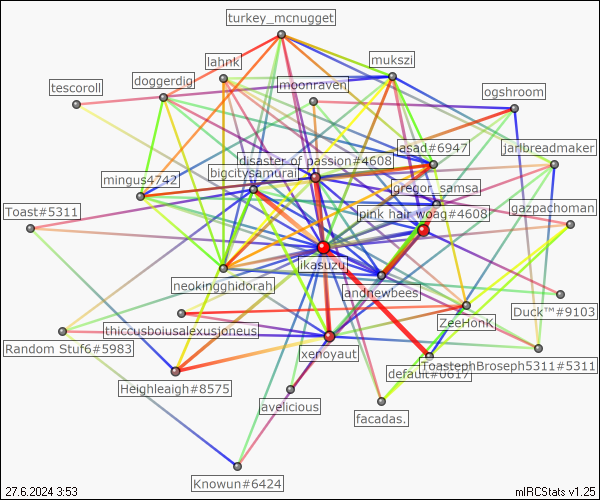 turkey_mcnugget
lahnk
mukszi
tescoroll
doggerdig
moonraven
ogshroom
asad#6947
jarlbreadmaker
disaster of passion#4608
mingus4742
bigcitysamurai
gregor_samsa
Toast#5311
pink hair woag#4608
gazpachoman
likasuzu
neokingghidorah
andnewbees
Duck™#9103
thiccusboiusalexusjoneus
ZeeHonK
Random Stuf6#5983
xenoyaut
ToastephBroseph5311#5311
Heighleaigh#8575
default#0617
avelicious
facadas.
Knowun#6424
27.6.2024 3:53
mIRCStats v1.25